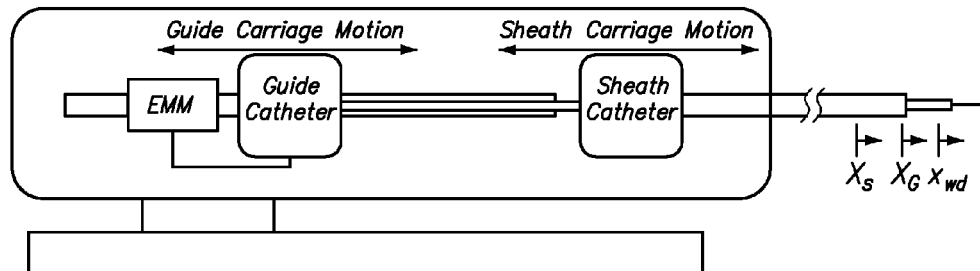 Guide Carriage Motion
Sheath Carriage Motion
EMM
Guide
Catheter
Sheath
Catheter
Xs
XG
xwd